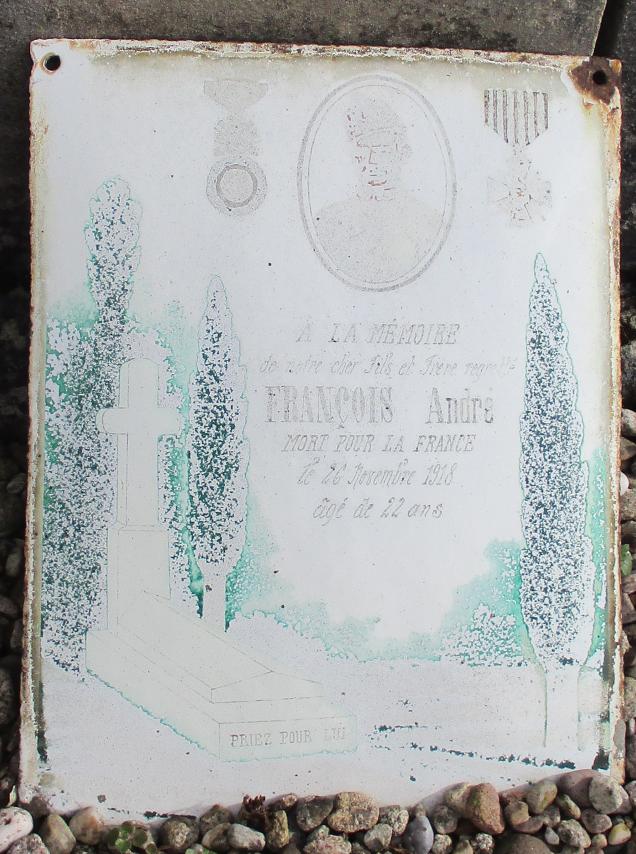 A LA MÉMOIRE
de notre cher Fils et Frère regretté
FRANÇOIS André
MORT POUR LA FRANCE
le 26 Novembre 1918
âgé de 22 ans
PRIEZ POUR LUI